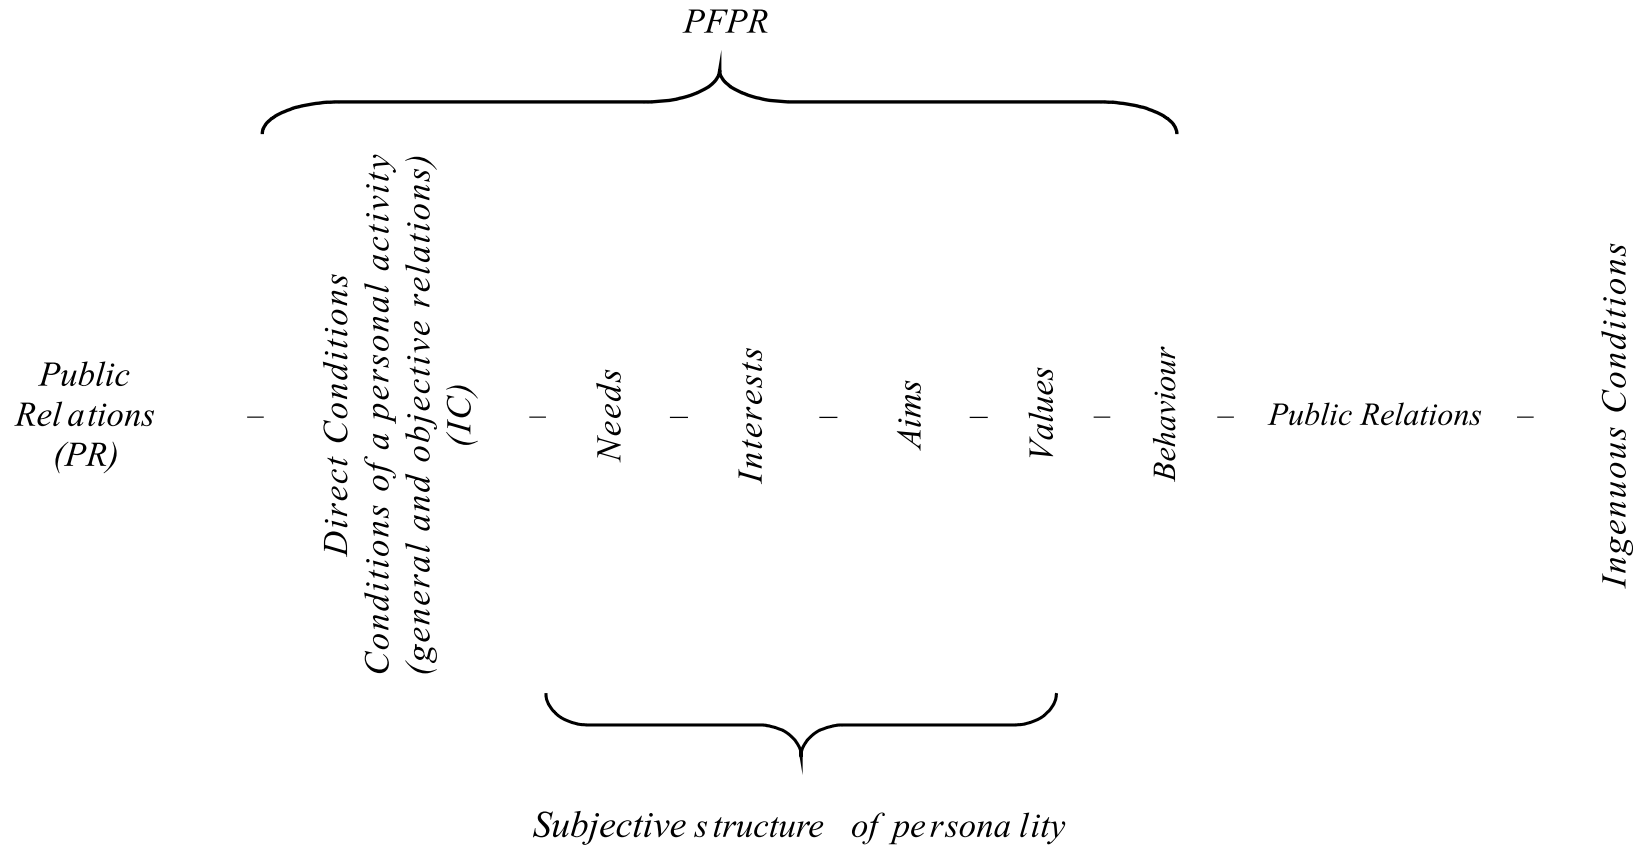 PFPR
Public
Relations
(PR)
–
Direct Conditions
Conditions of a personal activity
(general and objective relations)
(IC)
–
Needs
–
Interests
–
Aims
–
Values
–
Behaviour
–
Public Relations
–
Ingenuous Conditions
Subjective structure of personality